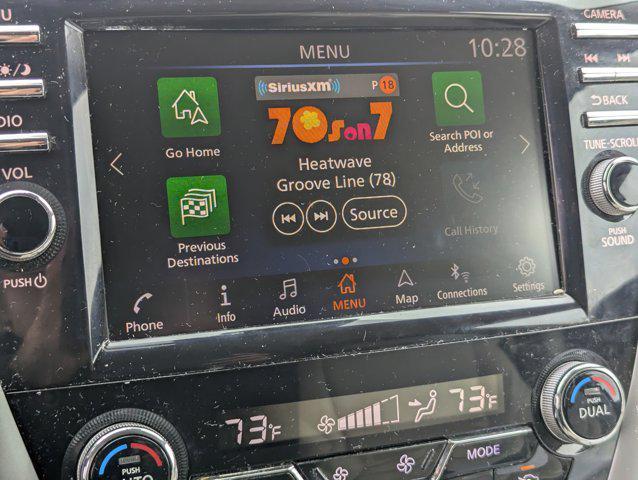 MENU
10:28
CAMERA
SiriusXM
P 18
70s on 7
Go Home
Heatwave
Groove Line (78)
Search POI or
Address
BACK
TUNE-SCROLL
VOL
PUSH
Previous
Destinations
Source
Call History
PUSH
SOUND
Phone
Info
Audio
MENU
Map
Connections
Settings
73°F
73°F
PUSH
DUAL
PUSH
AUTO
MODE